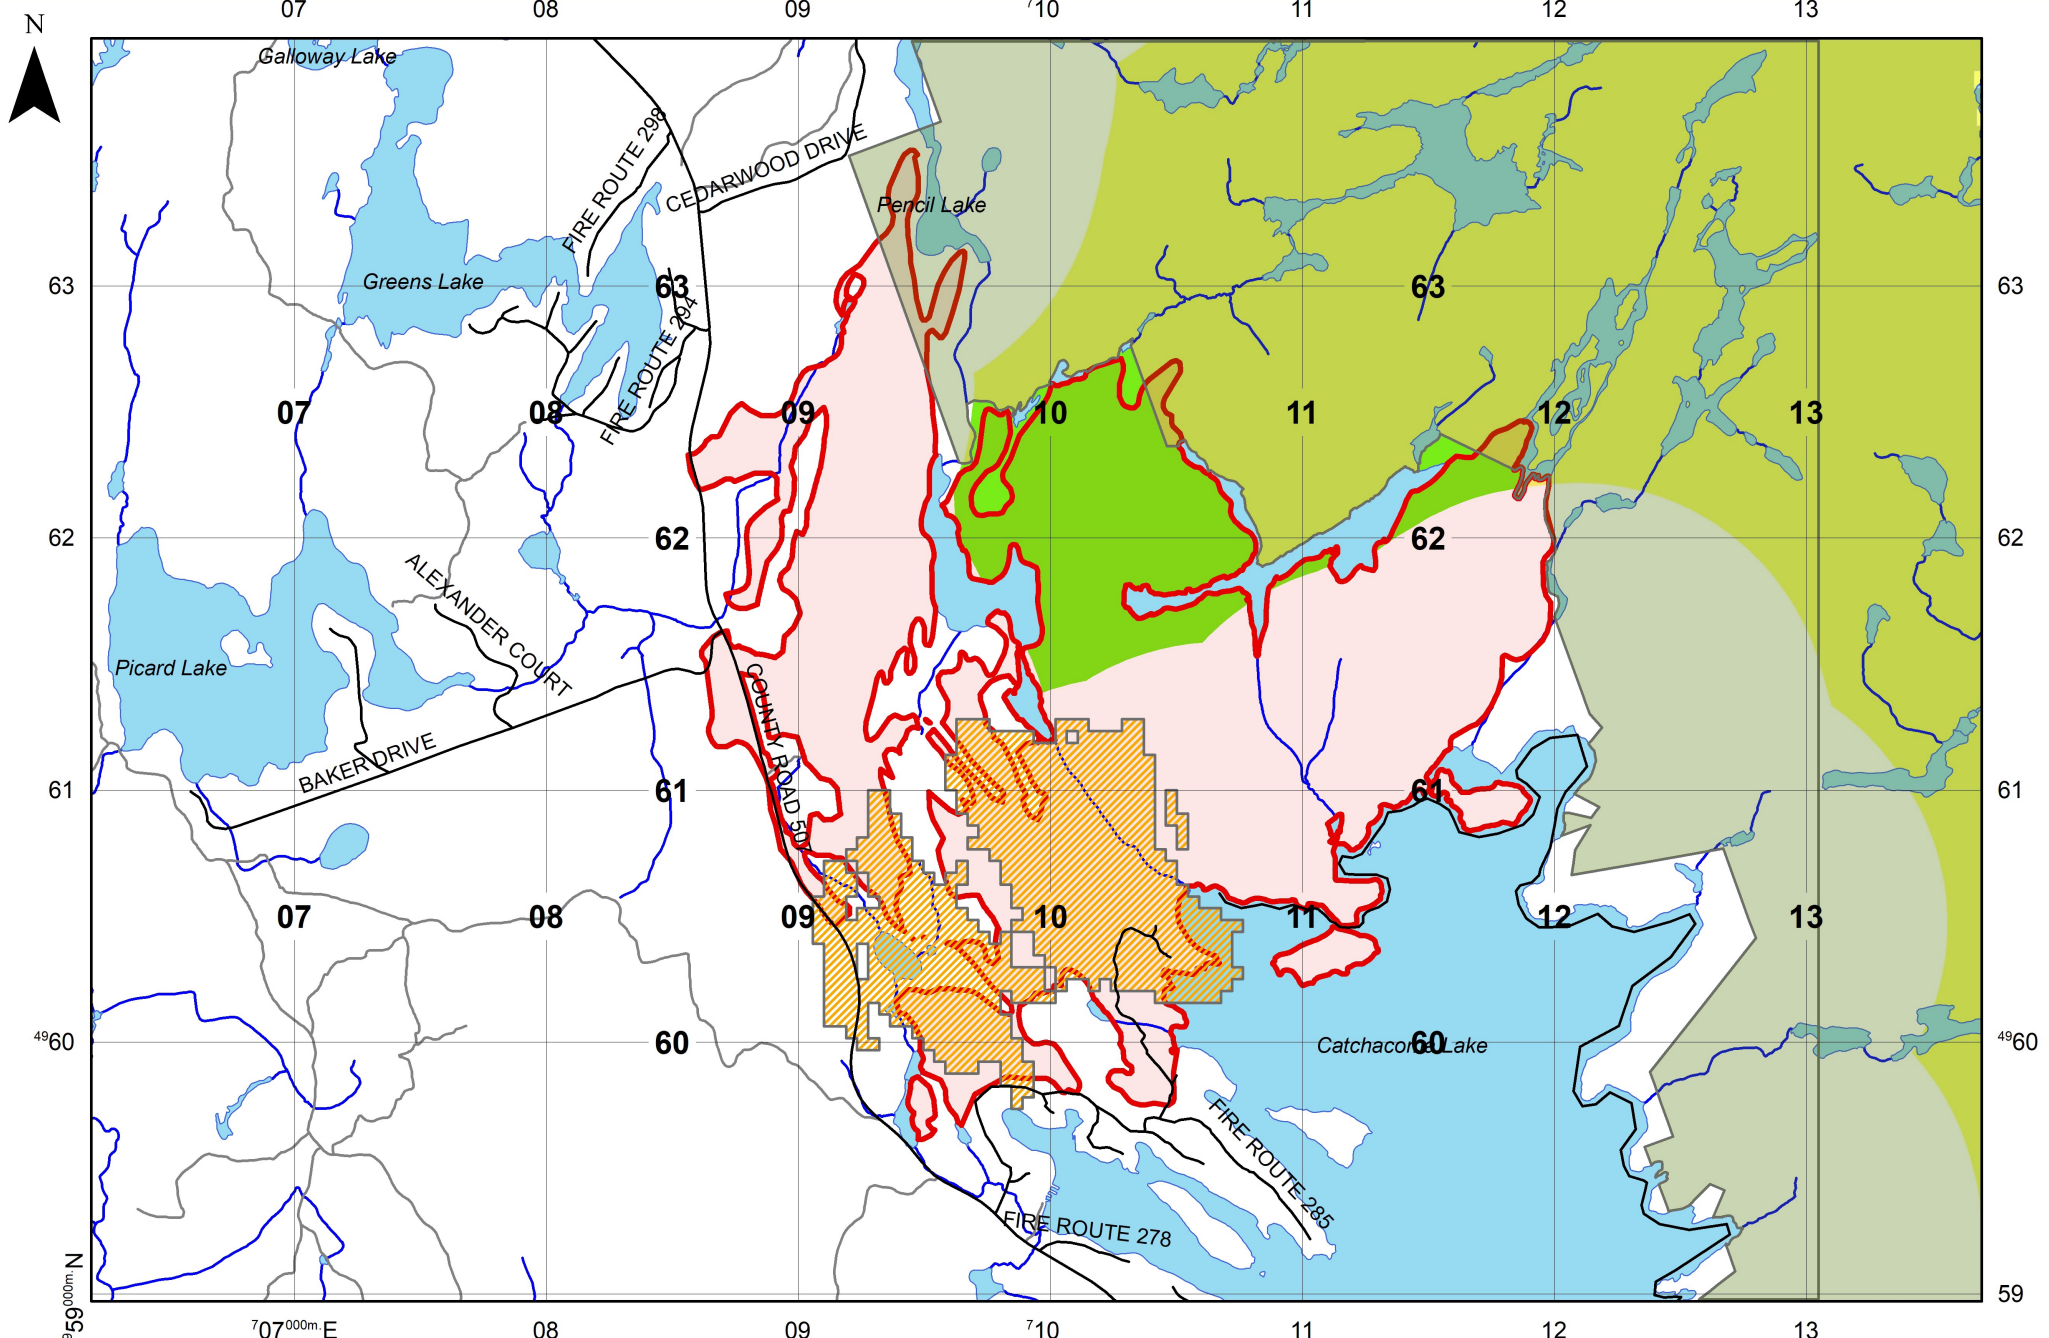 07 08 09 ⁷10 11 12 13
N
Galloway Lake
FIRE ROUTE 298
CEDARWOOD DRIVE
Pencil Lake
Greens Lake
63 63 63 63
FIRE ROUTE 294
07 08 09 10 11 12 13
62 62 62 62
ALEXANDER COURT
Picard Lake
COUNTY ROAD 507
BAKER DRIVE
61 61 61 61
07 08 09 10 11 12 13
⁴⁹60 60 60 ⁴⁹60
Catchacoma Lake
FIRE ROUTE 285
FIRE ROUTE 278
⁴⁹59⁰⁰⁰ᵐ·N 59
⁷07⁰⁰⁰ᵐ·E 08 09 ⁷10 11 12 13